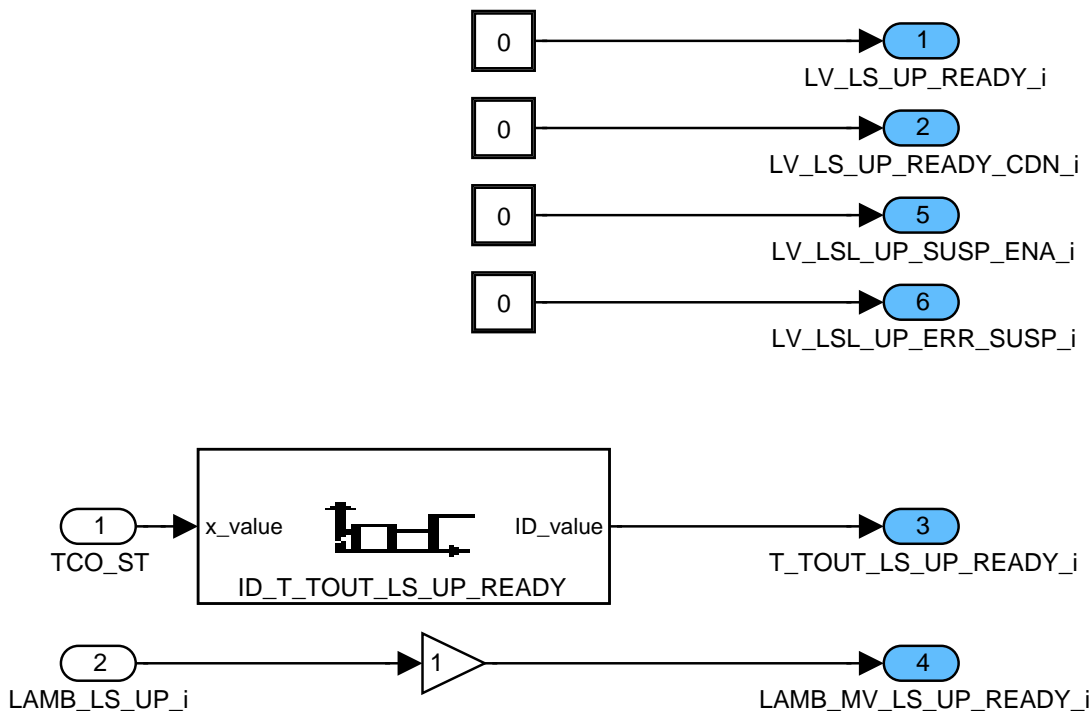 0
1
LV_LS_UP_READY_i
0
2
LV_LS_UP_READY_CDN_i
0
5
LV_LSL_UP_SUSP_ENA_i
0
6
LV_LSL_UP_ERR_SUSP_i
1
TCO_ST
x_value
ID_value
ID_T_TOUT_LS_UP_READY
3
T_TOUT_LS_UP_READY_i
2
LAMB_LS_UP_i
1
4
LAMB_MV_LS_UP_READY_i